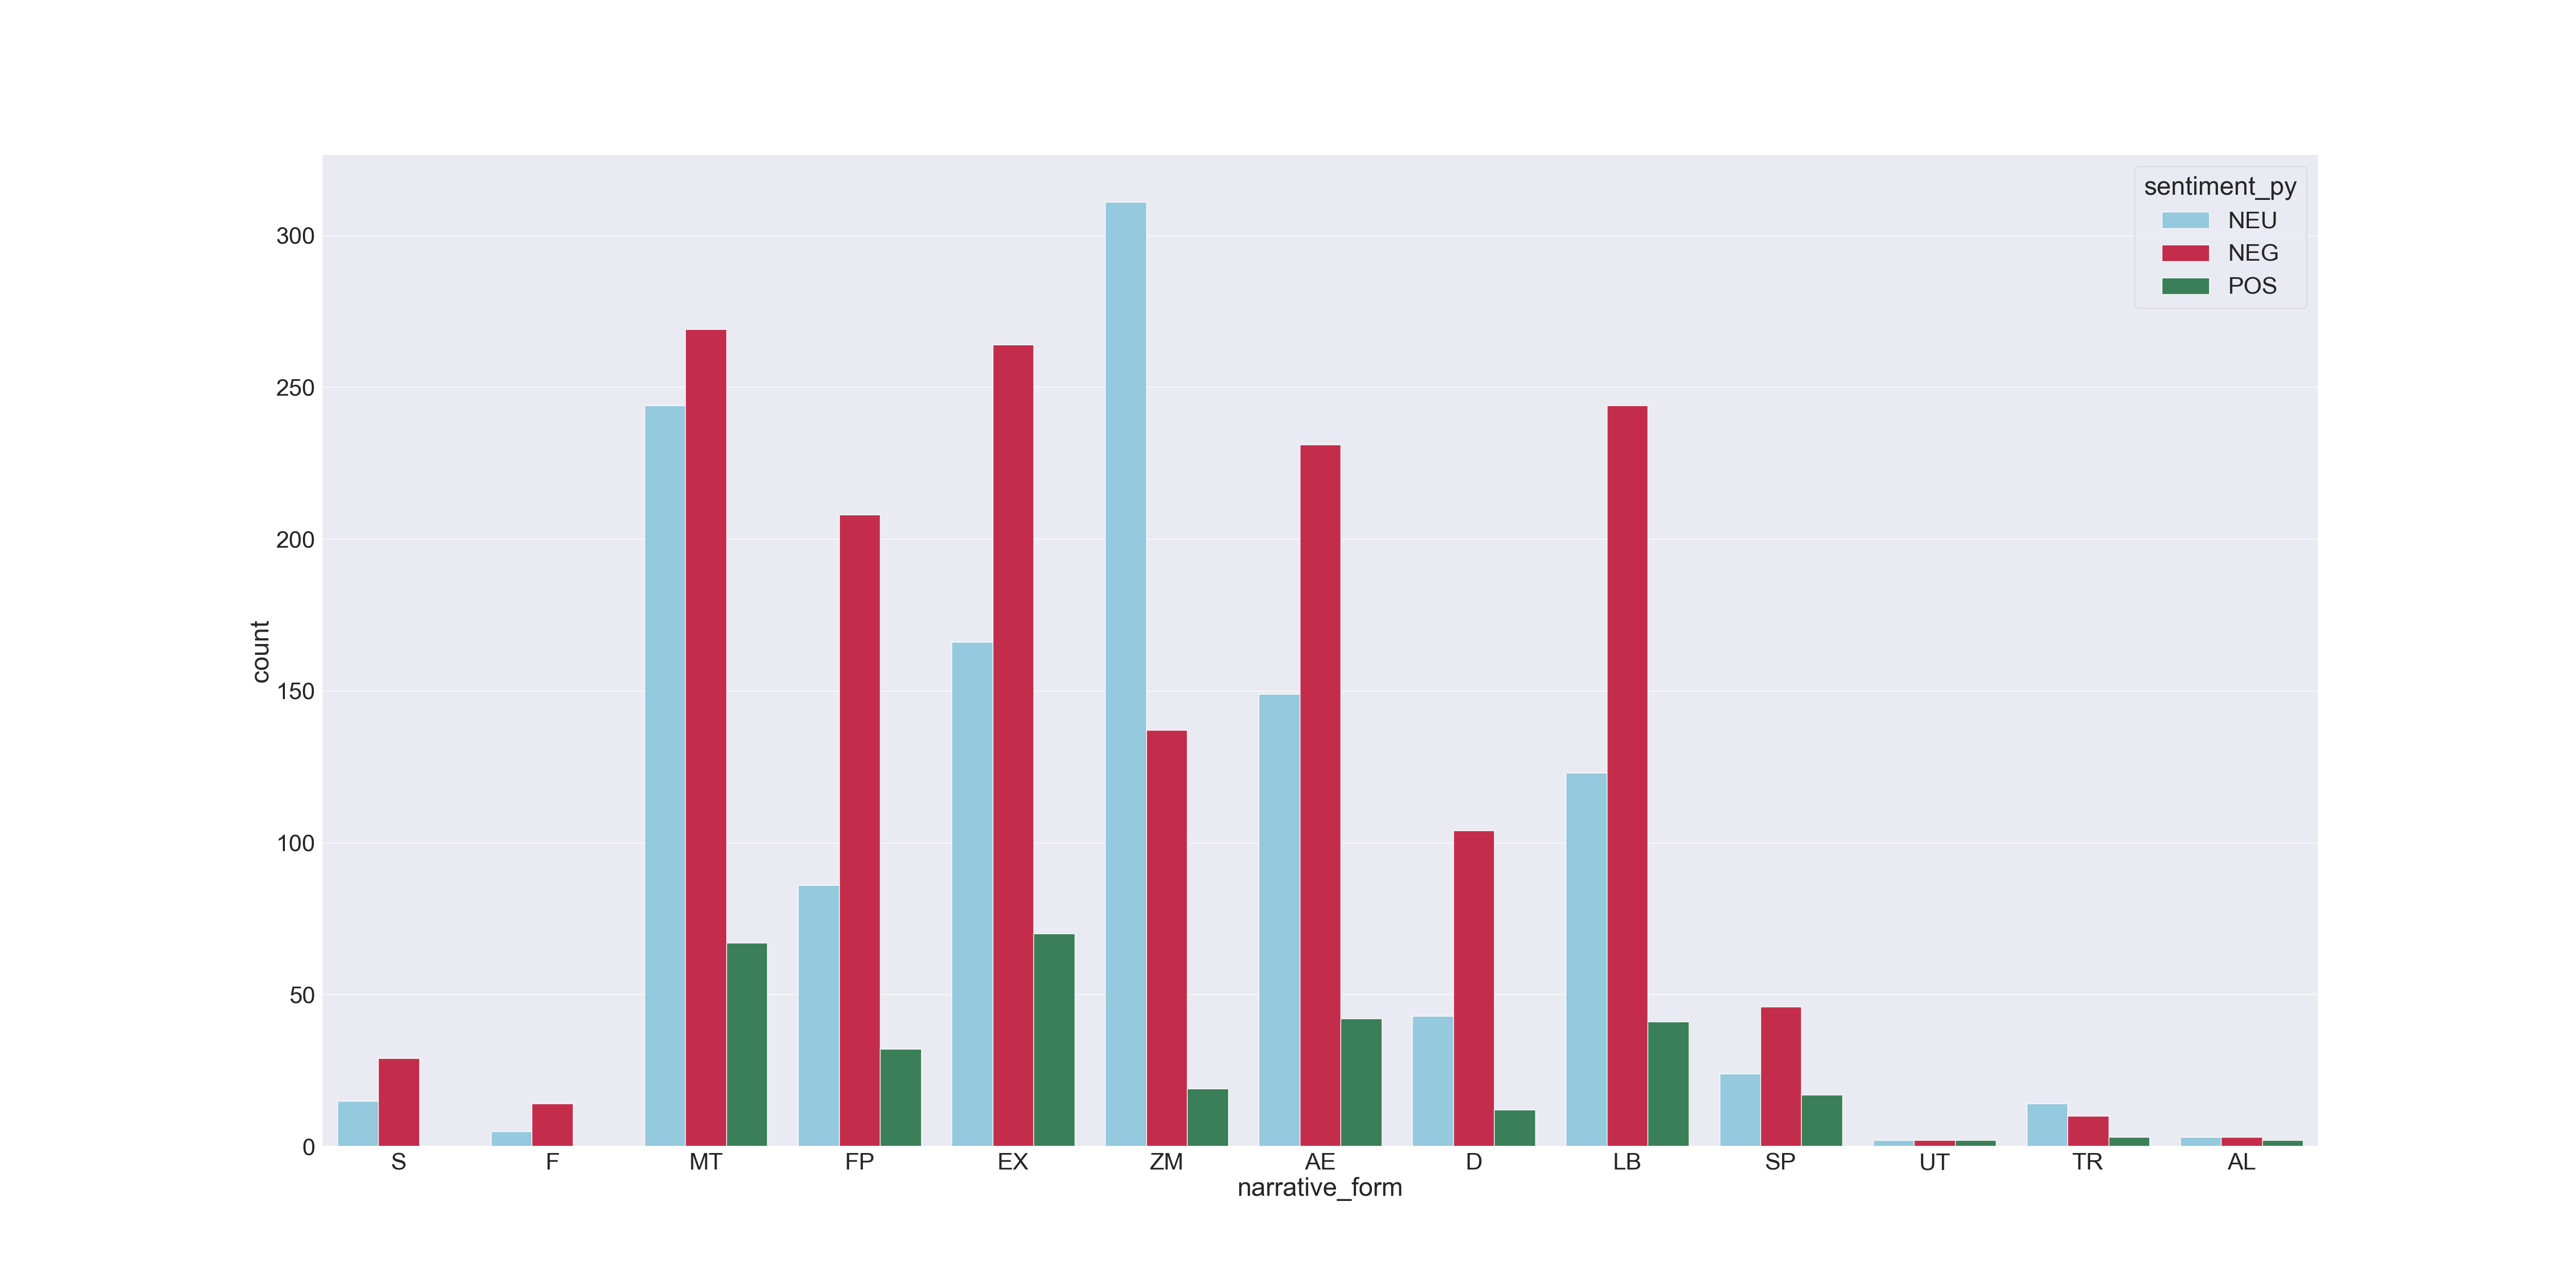 sentiment_py
NEU
NEG
POS
300
250
200
150
100
50
0
count
S F MT FP EX ZM AE D LB SP UT TR AL
narrative_form